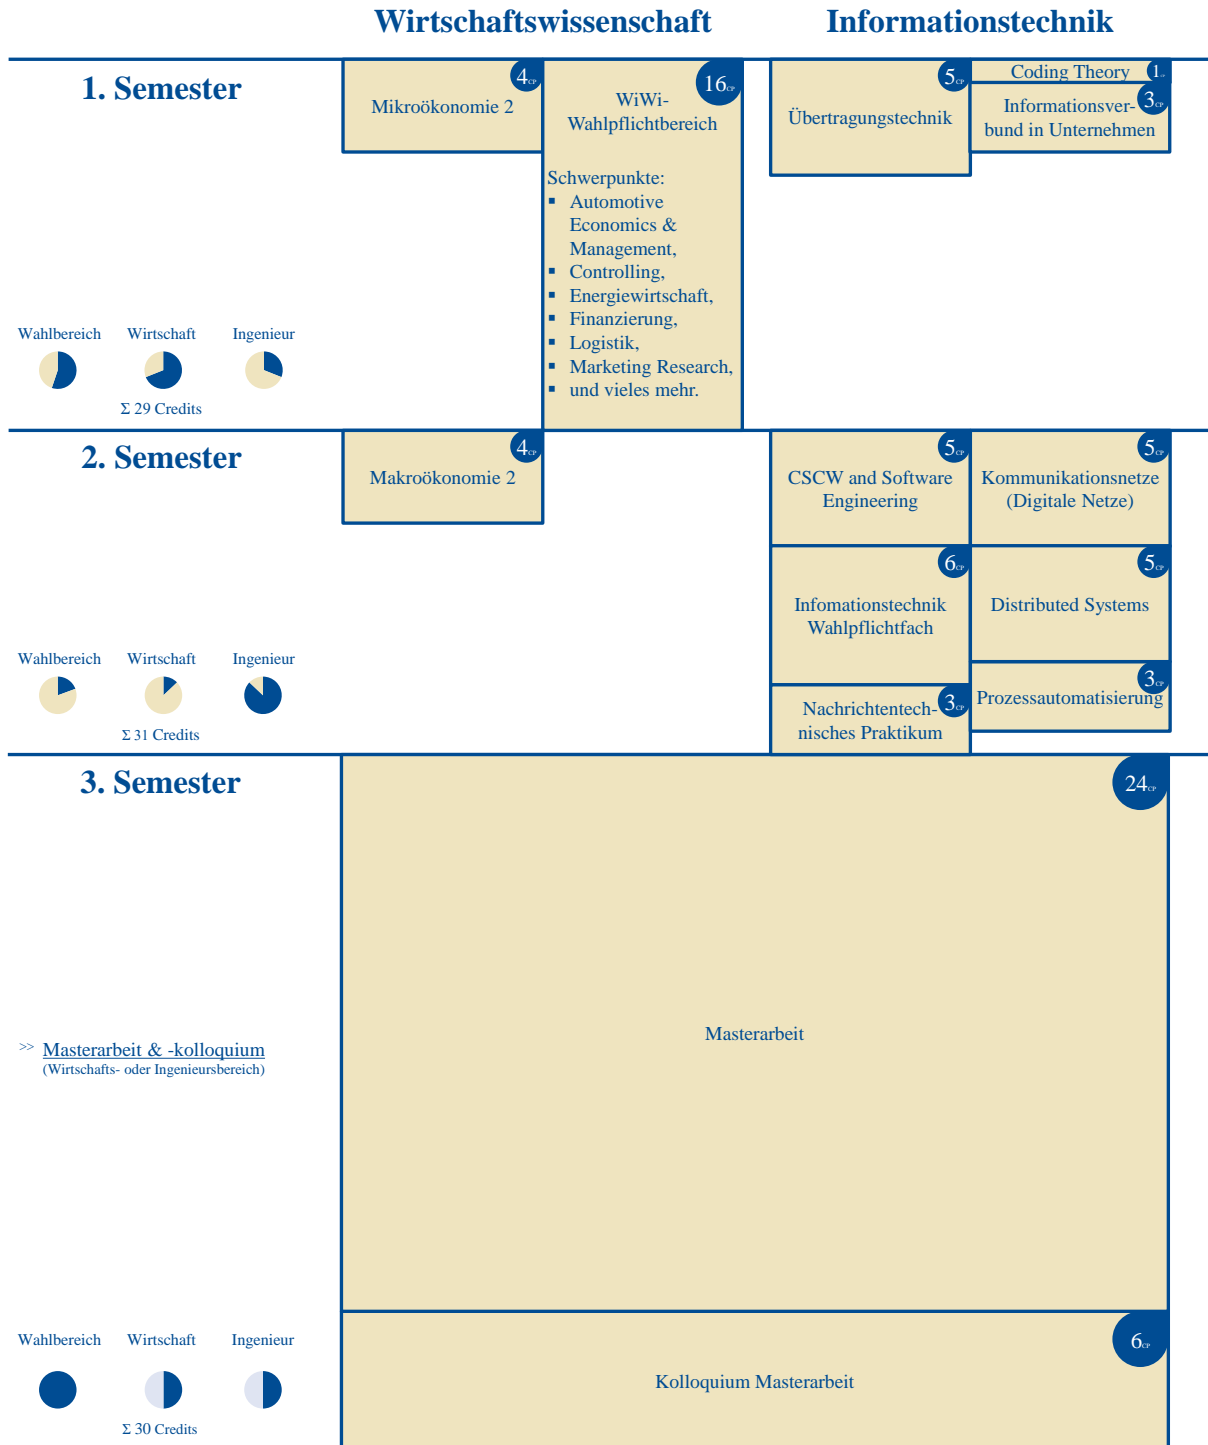 Wirtschaftswissenschaft
Informationstechnik
1. Semester
4CP
Mikroökonomie 2
16CP
WiWi-
Wahlpflichtbereich
Schwerpunkte:
▪ Automotive
Economics &
Management,
▪ Controlling,
▪ Energiewirtschaft,
▪ Finanzierung,
▪ Logistik,
▪ Marketing Research,
▪ und vieles mehr.
5CP
Übertragungstechnik
Coding Theory
1CP
3CP
Informationsver-
bund in Unternehmen
Wahlbereich
Wirtschaft
Ingenieur
Σ 29 Credits
2. Semester
4CP
Makroökonomie 2
5CP
CSCW and Software
Engineering
5CP
Kommunikationsnetze
(Digitale Netze)
6CP
Infomationstechnik
Wahlpflichtfach
5CP
Distributed Systems
3CP
Nachrichtentech-
nisches Praktikum
3CP
Prozessautomatisierung
Wahlbereich
Wirtschaft
Ingenieur
Σ 31 Credits
3. Semester
24CP
Masterarbeit
>> Masterarbeit & -kolloquium
(Wirtschafts- oder Ingenieursbereich)
6CP
Kolloquium Masterarbeit
Wahlbereich
Wirtschaft
Ingenieur
Σ 30 Credits